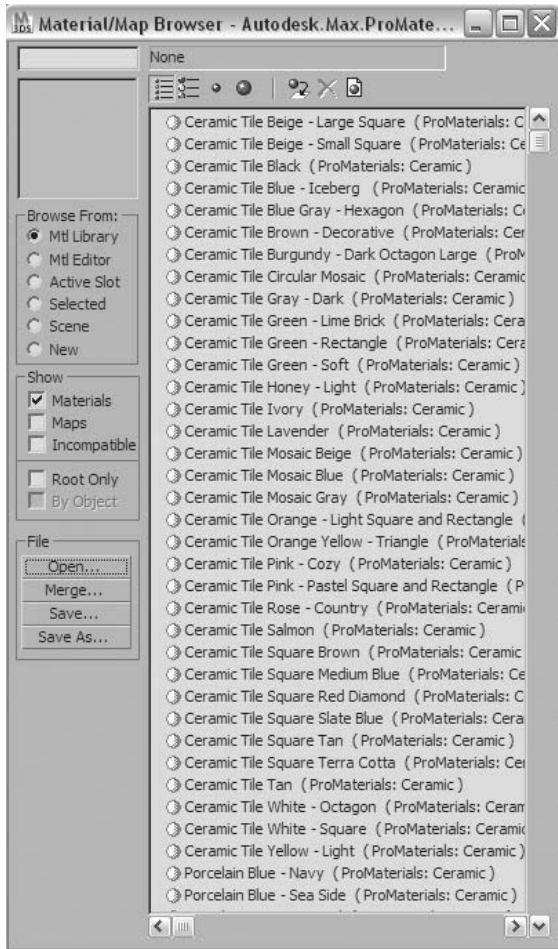 Material/Map Browser - Autodesk.Max.ProMate...
None
Browse From:
Mtl Library
Mtl Editor
Active Slot
Selected
Scene
New
Show
Materials
Maps
Incompatible
Root Only
By Object
File
Open...
Merge...
Save...
Save As...
Ceramic Tile Beige - Large Square ( ProMaterials: C
Ceramic Tile Beige - Small Square ( ProMaterials: Ce
Ceramic Tile Black ( ProMaterials: Ceramic )
Ceramic Tile Blue - Iceberg ( ProMaterials: Ceramic
Ceramic Tile Blue Gray - Hexagon ( ProMaterials: C
Ceramic Tile Brown - Decorative ( ProMaterials: Cer
Ceramic Tile Burgundy - Dark Octagon Large ( ProM
Ceramic Tile Circular Mosaic ( ProMaterials: Ceramic
Ceramic Tile Gray - Dark ( ProMaterials: Ceramic )
Ceramic Tile Green - Lime Brick ( ProMaterials: Cera
Ceramic Tile Green - Rectangle ( ProMaterials: Cera
Ceramic Tile Green - Soft ( ProMaterials: Ceramic )
Ceramic Tile Honey - Light ( ProMaterials: Ceramic )
Ceramic Tile Ivory ( ProMaterials: Ceramic )
Ceramic Tile Lavender ( ProMaterials: Ceramic )
Ceramic Tile Mosaic Beige ( ProMaterials: Ceramic )
Ceramic Tile Mosaic Blue ( ProMaterials: Ceramic )
Ceramic Tile Mosaic Gray ( ProMaterials: Ceramic )
Ceramic Tile Orange - Light Square and Rectangle (
Ceramic Tile Orange Yellow - Triangle ( ProMaterials
Ceramic Tile Pink - Cozy ( ProMaterials: Ceramic )
Ceramic Tile Pink - Pastel Square and Rectangle ( P
Ceramic Tile Rose - Country ( ProMaterials: Cerami
Ceramic Tile Salmon ( ProMaterials: Ceramic )
Ceramic Tile Square Brown ( ProMaterials: Ceramic
Ceramic Tile Square Medium Blue ( ProMaterials: Ce
Ceramic Tile Square Red Diamond ( ProMaterials: C
Ceramic Tile Square Slate Blue ( ProMaterials: Cera
Ceramic Tile Square Tan ( ProMaterials: Ceramic )
Ceramic Tile Square Terra Cotta ( ProMaterials: Cer
Ceramic Tile Tan ( ProMaterials: Ceramic )
Ceramic Tile White - Octagon ( ProMaterials: Ceram
Ceramic Tile White - Square ( ProMaterials: Ceramic
Ceramic Tile Yellow - Light ( ProMaterials: Ceramic )
Porcelain Blue - Navy ( ProMaterials: Ceramic )
Porcelain Blue - Sea Side ( ProMaterials: Ceramic )